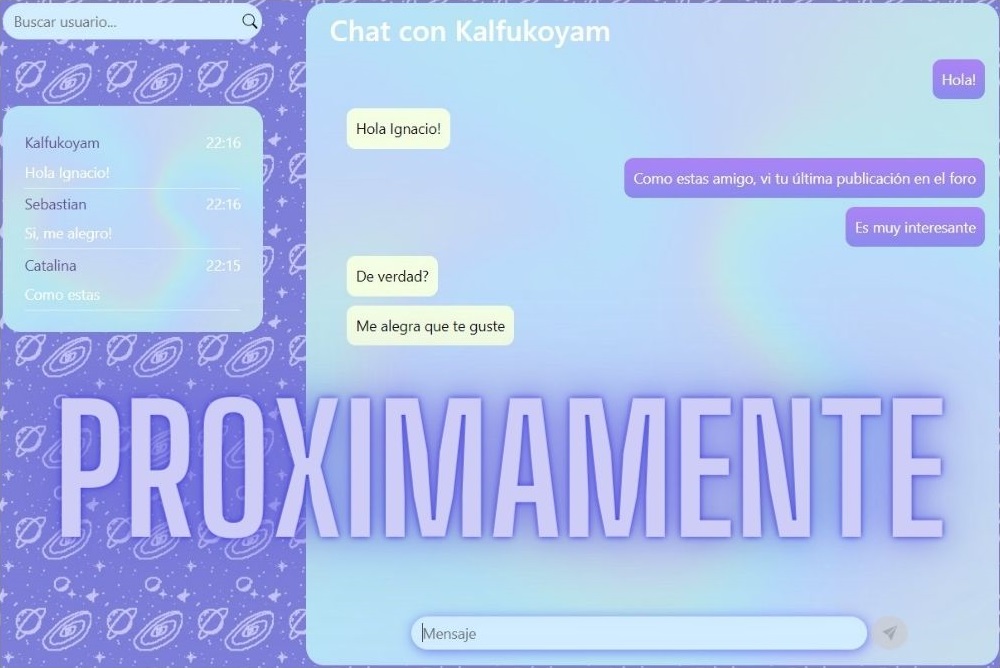 Buscar usuario...
Kalfukoyam 22:16
Hola Ignacio!
Sebastian 22:16
Si, me alegro!
Catalina 22:15
Como estas
Chat con Kalfukoyam
Hola!
Hola Ignacio!
Como estas amigo, vi tu última publicación en el foro
Es muy interesante
De verdad?
Me alegra que te guste
PROXIMAMENTE
Mensaje